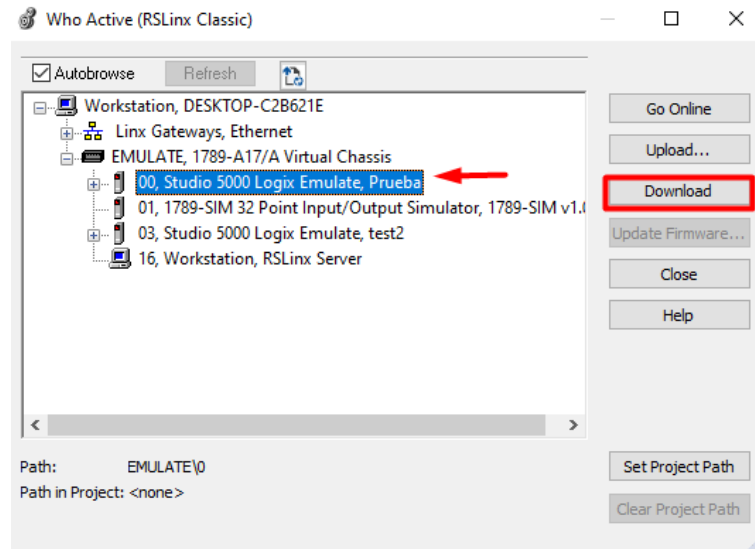 Who Active (RSLinx Classic)
Autobrowse
Refresh
Workstation, DESKTOP-C2B621E
Linx Gateways, Ethernet
EMULATE, 1789-A17/A Virtual Chassis
00, Studio 5000 Logix Emulate, Prueba
01, 1789-SIM 32 Point Input/Output Simulator, 1789-SIM v1.
03, Studio 5000 Logix Emulate, test2
16, Workstation, RSLinx Server
Go Online
Upload...
Download
Update Firmware...
Close
Help
Path: EMULATE\0
Path in Project: <none>
Set Project Path
Clear Project Path